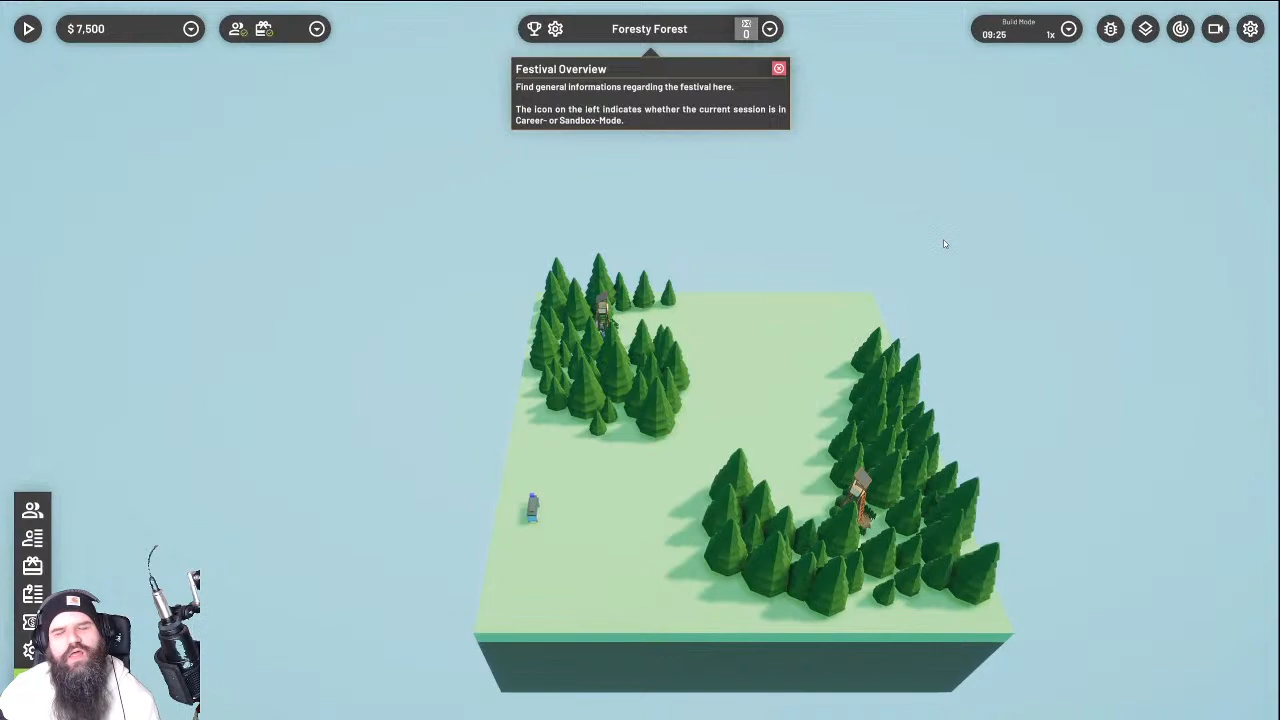 $ 7,500
Foresty Forest
0
Build Mode
09:25
1x
Festival Overview
Find general informations regarding the festival here.
The icon on the left indicates whether the current session is in
Career- or Sandbox-Mode.